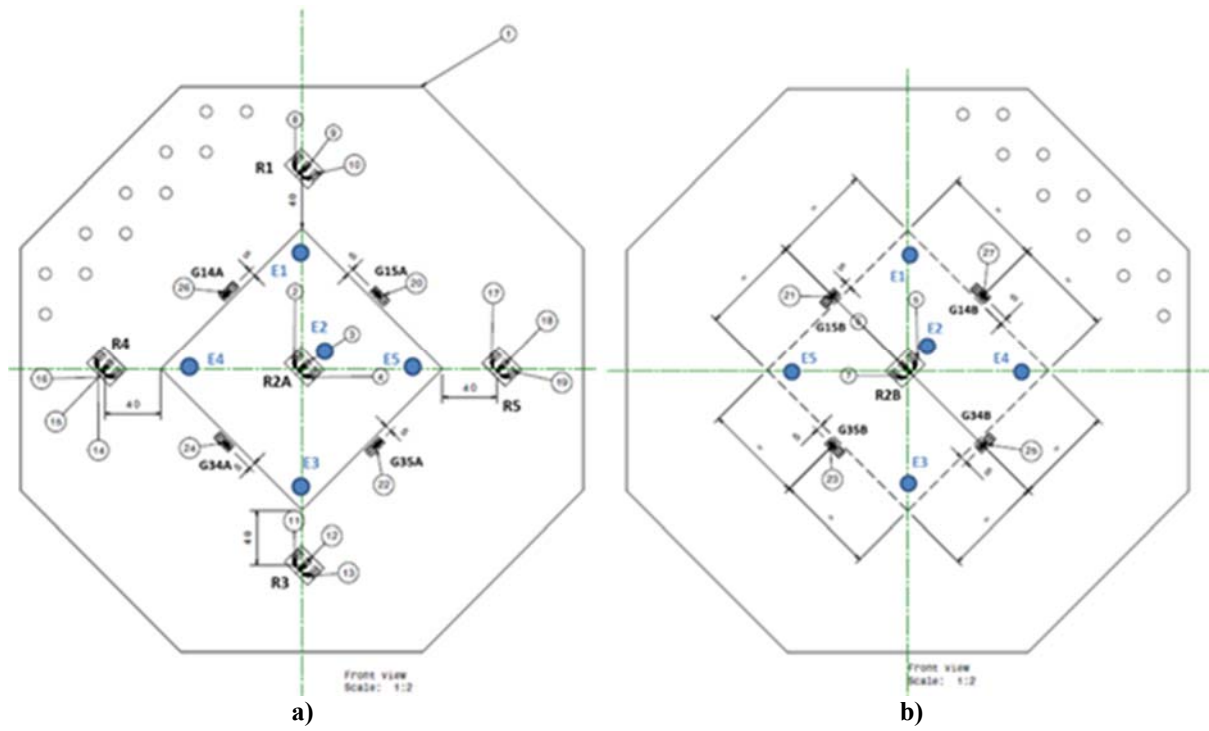 1
8
9
R1
10
40
G14A
G15A
26
20
E1
2
17
E2
18
3
R4
E4
R2A
E5
16
4
19
15
40
40
R5
14
G34A
G35A
22
E3
11
40
12
R3
13
Front view
Scale: 1:2
a)
27
21
G15B
E1
G14B
E2
E5
E4
7
R2B
G35B
G34B
23
E3
Front view
Scale: 1:2
b)